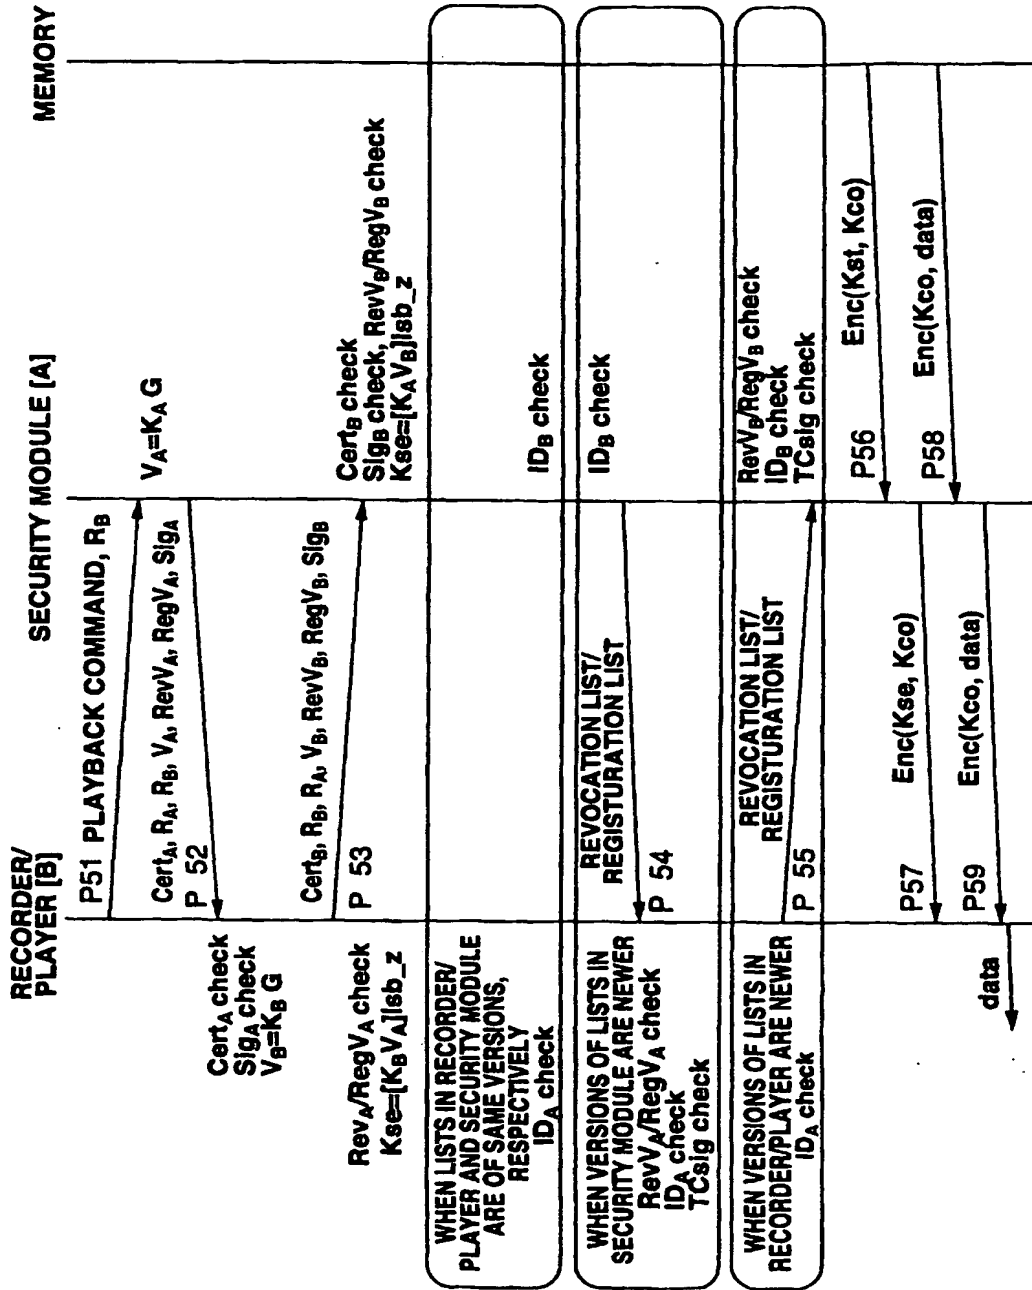 RECORDER/
PLAYER [B]
SECURITY MODULE [A]
MEMORY
P51 PLAYBACK COMMAND, R_B
V_A=K_A G
Cert_A, R_A, R_B, V_A, RevV_A, RegV_A, Sig_A
P 52
Cert_A check
Sig_A check
V_B=K_B G
Cert_B, R_B, R_A, V_B, RevV_B, RegV_B, Sig_B
P 53
Rev_A/RegV_A check
Kse=[K_B V_A]lsb_z
Cert_B check
Sig_B check, RevV_B/RegV_B check
Kse=[K_A V_B]lsb_z
WHEN LISTS IN RECORDER/
PLAYER AND SECURITY MODULE
ARE OF SAME VERSIONS,
RESPECTIVELY
ID_A check
ID_B check
WHEN VERSIONS OF LISTS IN
SECURITY MODULE ARE NEWER
RevV_A/RegV_A check
ID_A check
TCsig check
REVOCATION LIST/
REGISTURATION LIST
P 54
ID_B check
WHEN VERSIONS OF LISTS IN
RECORDER/PLAYER ARE NEWER
ID_A check
REVOCATION LIST/
REGISTURATION LIST
P 55
RevV_B/RegV_B check
ID_B check
TCsig check
P56
Enc(Kst, Kco)
P57
Enc(Kse, Kco)
P58
Enc(Kco, data)
P59
Enc(Kco, data)
data